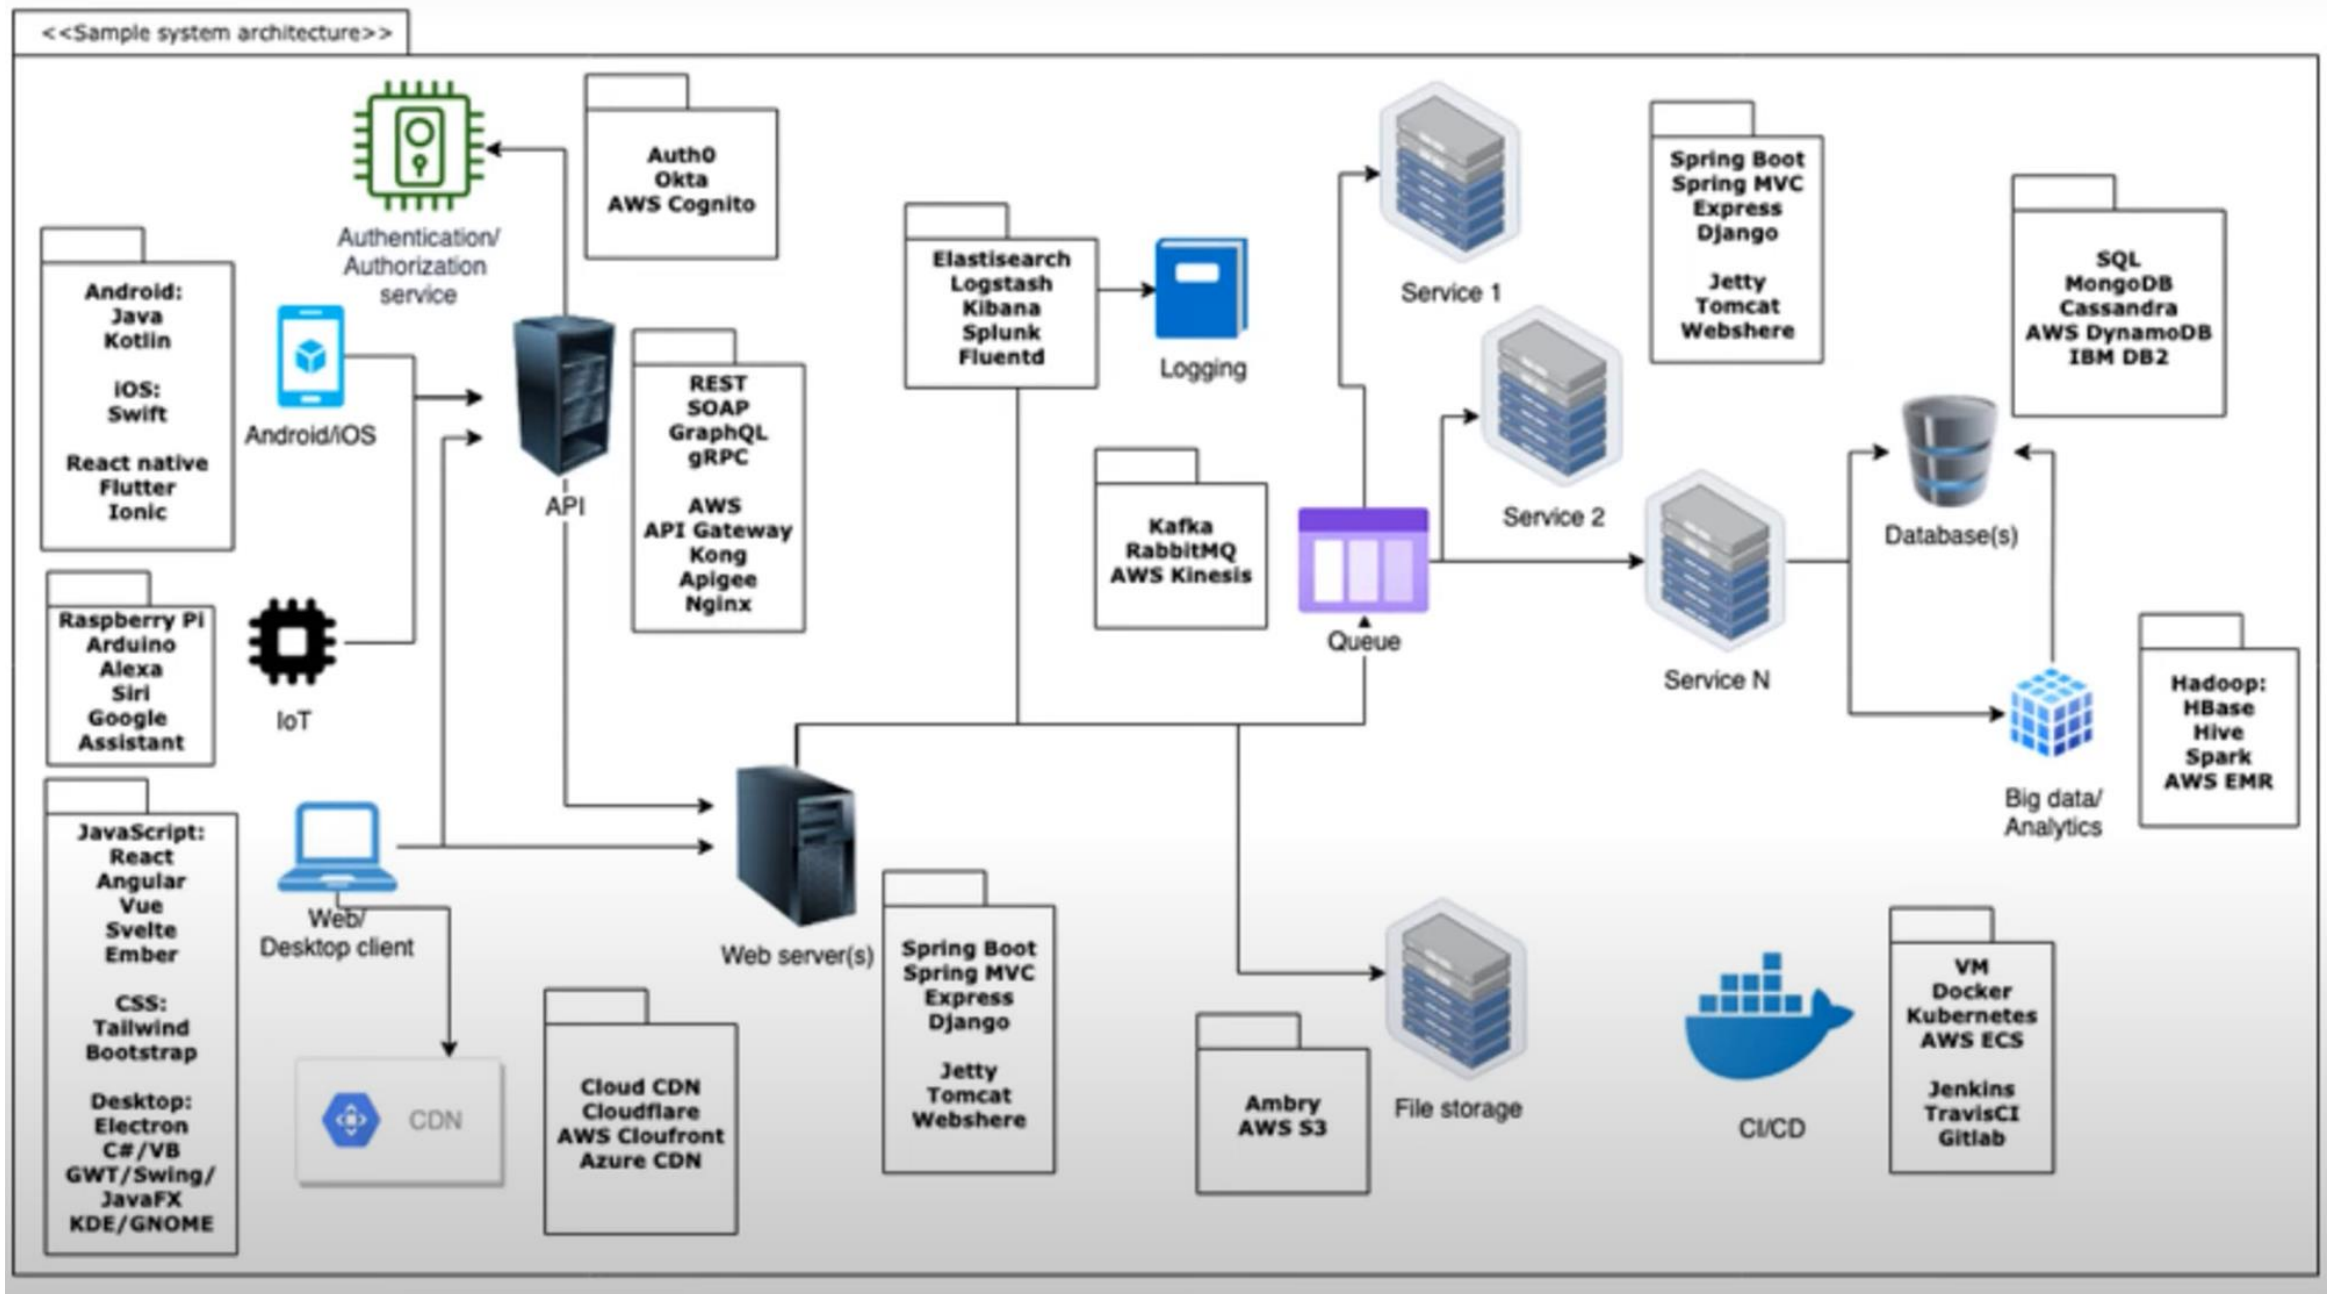 <<Sample system architecture>>
Authentication/
Authorization
service
Auth0
Okta
AWS Cognito
Android:
Java
Kotlin
iOS:
Swift
React native
Flutter
Ionic
Android/iOS
API
REST
SOAP
GraphQL
gRPC
AWS
API Gateway
Kong
Apigee
Nginx
Elastisearch
Logstash
Kibana
Splunk
Fluentd
Logging
Service 1
Spring Boot
Spring MVC
Express
Django
Jetty
Tomcat
Webshere
Service 2
SQL
MongoDB
Cassandra
AWS DynamoDB
IBM DB2
Database(s)
Kafka
RabbitMQ
AWS Kinesis
Queue
Service N
Raspberry Pi
Arduino
Alexa
Siri
Google
Assistant
IoT
Hadoop:
HBase
Hive
Spark
AWS EMR
Big data/
Analytics
JavaScript:
React
Angular
Vue
Svelte
Ember
CSS:
Tailwind
Bootstrap
Desktop:
Electron
C#/VB
GWT/Swing/
JavaFX
KDE/GNOME
Web/
Desktop client
CDN
Cloud CDN
Cloudflare
AWS Cloufront
Azure CDN
Web server(s)
Spring Boot
Spring MVC
Express
Django
Jetty
Tomcat
Webshere
Ambry
AWS S3
File storage
CI/CD
VM
Docker
Kubernetes
AWS ECS
Jenkins
TravisCI
Gitlab